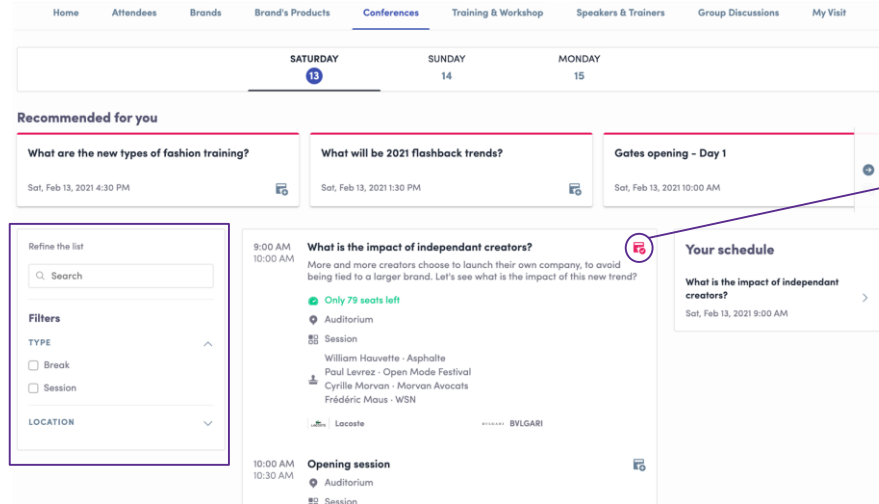 Home Attendees Brands Brand's Products Conferences Training & Workshop Speakers & Trainers Group Discussions My Visit
SATURDAY SUNDAY MONDAY
13 14 15
Recommended for you
What are the new types of fashion training? What will be 2021 flashback trends? Gates opening - Day 1
Sat, Feb 13, 2021 4:30 PM Sat, Feb 13, 2021 1:30 PM Sat, Feb 13, 2021 10:00 AM
Refine the list
Search
Filters
TYPE
Break
Session
LOCATION
9:00 AM What is the impact of independant creators?
10:00 AM
More and more creators choose to launch their own company, to avoid
being tied to a larger brand. Let's see what is the impact of this new trend?
Only 79 seats left
Auditorium
Session
William Hauvette · Asphalte
Paul Levrez · Open Mode Festival
Cyrille Morvan · Morvan Avocats
Frédéric Maus · WSN
Lacoste BVLGARI
10:00 AM Opening session
10:30 AM
Auditorium
Session
Your schedule
What is the impact of independant
creators?
Sat, Feb 13, 2021 9:00 AM